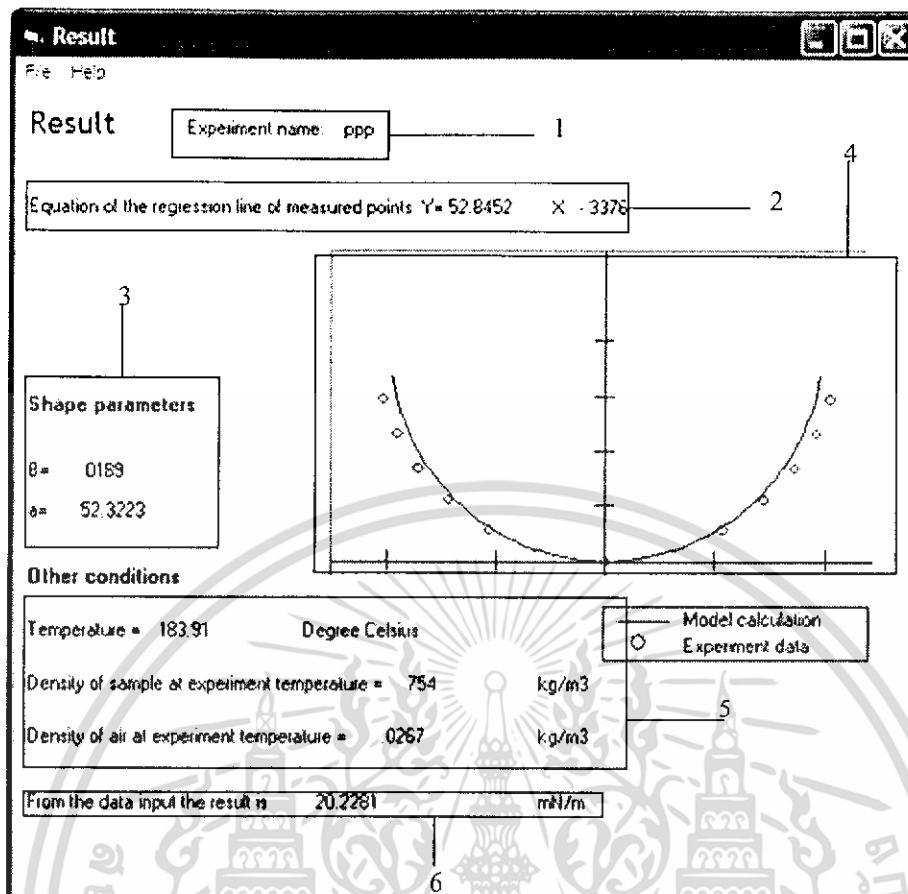 Result
File Help
Result
Experiment name: ppp
1
4
Equation of the regression line of measured points Y= 52.8452 X -.3376
2
3
Shape parameters
θ= .0189
a= 52.3223
Other conditions
Temperature = 183.91 Degree Celsius
Model calculation
Experiment data
Density of sample at experiment temperature = 754 kg/m3
5
Density of air at experiment temperature = .0267 kg/m3
From the data input the result is 20.2281 mN/m
6